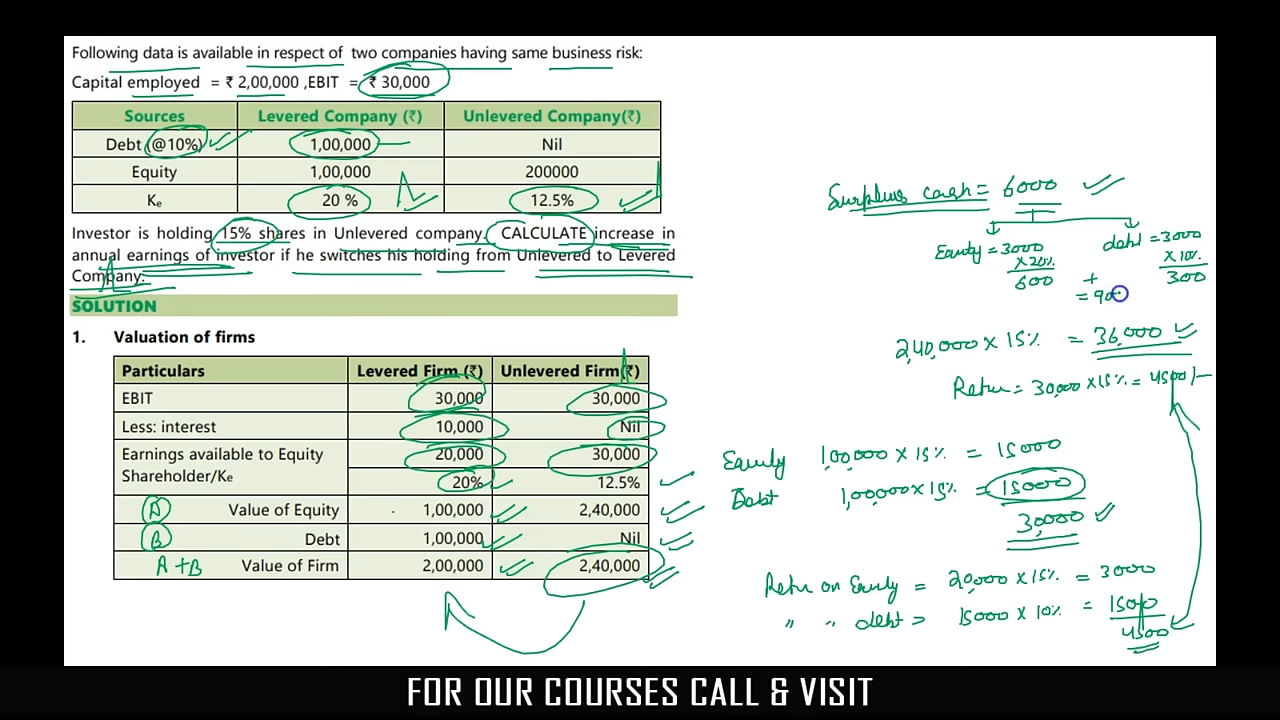 Following data is available in respect of two companies having same business risk:
Capital employed = ₹ 2,00,000 ,EBIT = ₹ 30,000
Sources Levered Company (₹) Unlevered Company(₹)
Debt (@10%) 1,00,000 Nil
Equity 1,00,000 200000
Kₑ 20 % 12.5%
Investor is holding 15% shares in Unlevered company. CALCULATE increase in
annual earnings of investor if he switches his holding from Unlevered to Levered
Company.
SOLUTION
1. Valuation of firms
Particulars Levered Firm (₹) Unlevered Firm(₹)
EBIT 30,000 30,000
Less: interest 10,000 Nil
Earnings available to Equity 20,000 30,000
Shareholder/Kₑ 20% 12.5%
A Value of Equity 1,00,000 2,40,000
B Debt 1,00,000 Nil
A+B Value of Firm 2,00,000 2,40,000
Surplus cash = 6000
Equity = 3000 debt = 3000
x 20% x 10%
600 + 300
= 90
2,40,000 x 15% = 36,000
Return = 30,000 x 15% = 4500/-
Equity 1,00,000 x 15% = 15000
Debt 1,00,000 x 15% = 15000
30,000
Return on Equity = 20,000 x 15% = 3000
" " debt = 15000 x 10% = 1500
4500
FOR OUR COURSES CALL & VISIT